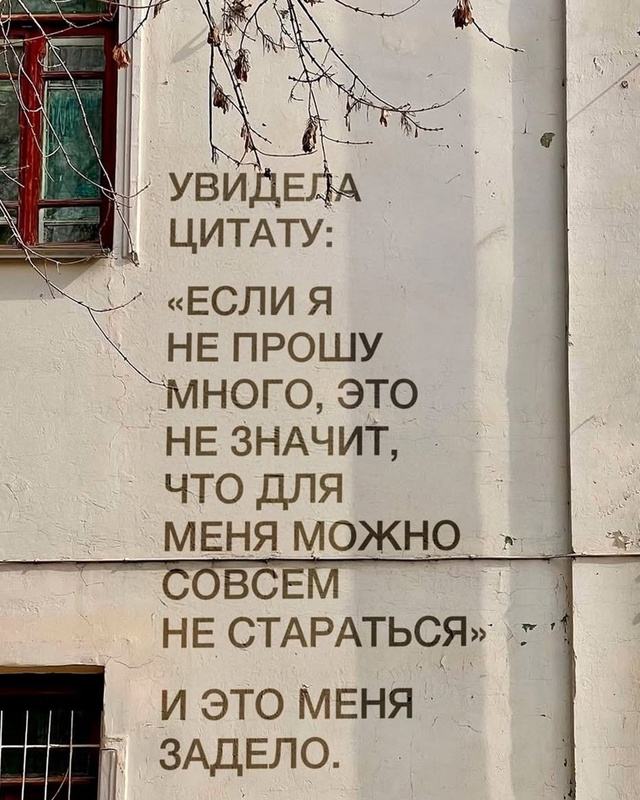 УВИДЕЛА
ЦИТАТУ:
«ЕСЛИ Я
НЕ ПРОШУ
МНОГО, ЭТО
НЕ ЗНАЧИТ,
ЧТО ДЛЯ
МЕНЯ МОЖНО
СОВСЕМ
НЕ СТАРАТЬСЯ»
И ЭТО МЕНЯ
ЗАДЕЛО.